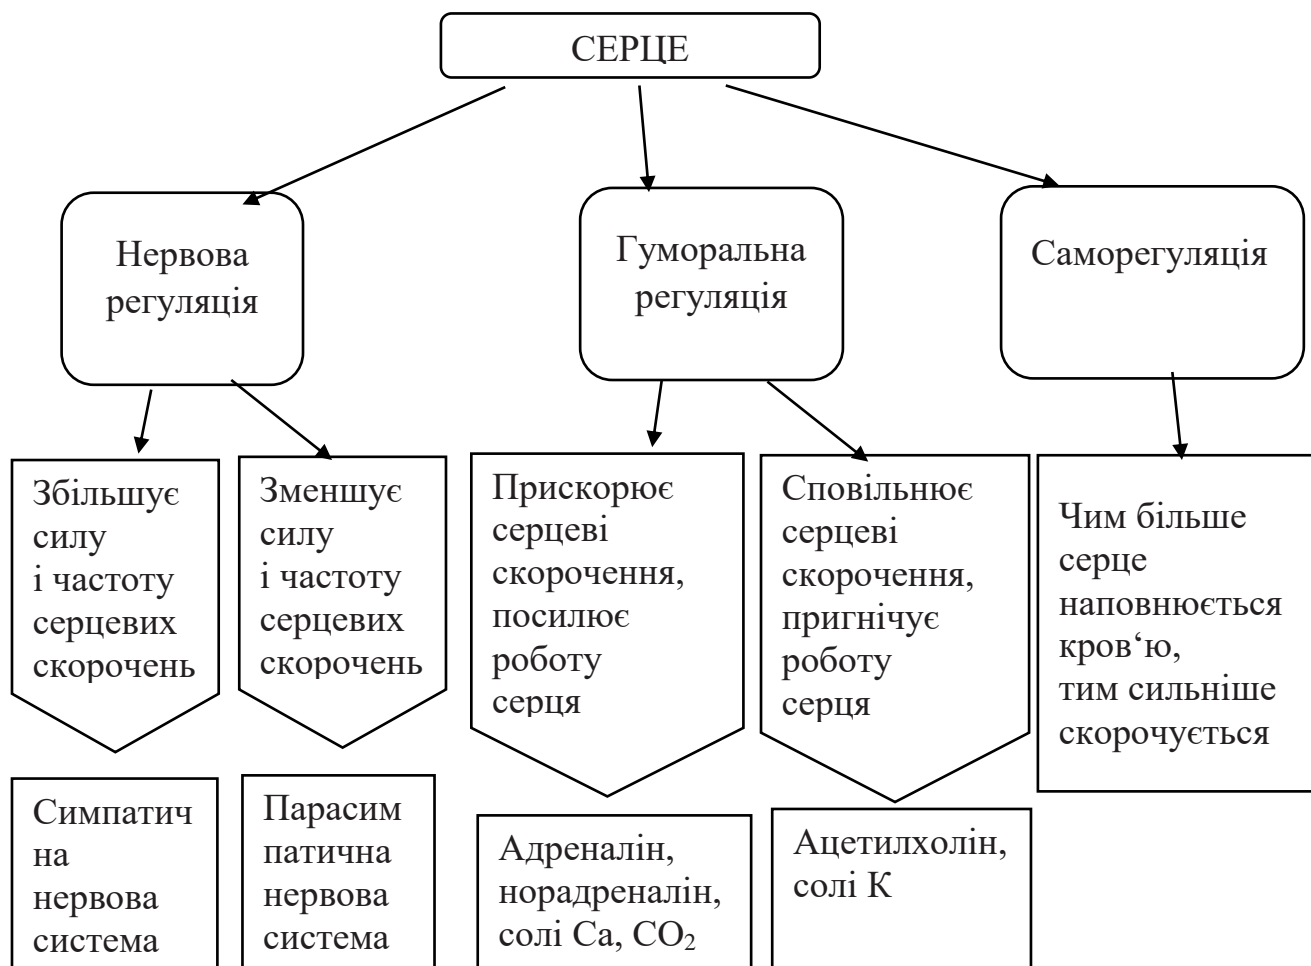 СЕРЦЕ
Нервова
регуляція
Гуморальна
регуляція
Саморегуляція
Збільшує
силу
і частоту
серцевих
скорочень
Зменшує
силу
і частоту
серцевих
скорочень
Прискорює
серцеві
скорочення,
посилює
роботу
серця
Сповільнює
серцеві
скорочення,
пригнічує
роботу
серця
Чим більше
серце
наповнюється
кров‘ю,
тим сильніше
скорочується
Симпатич
на
нервова
система
Парасим
патична
нервова
система
Адреналін,
норадреналін,
солі Са, СО₂
Ацетилхолін,
солі К